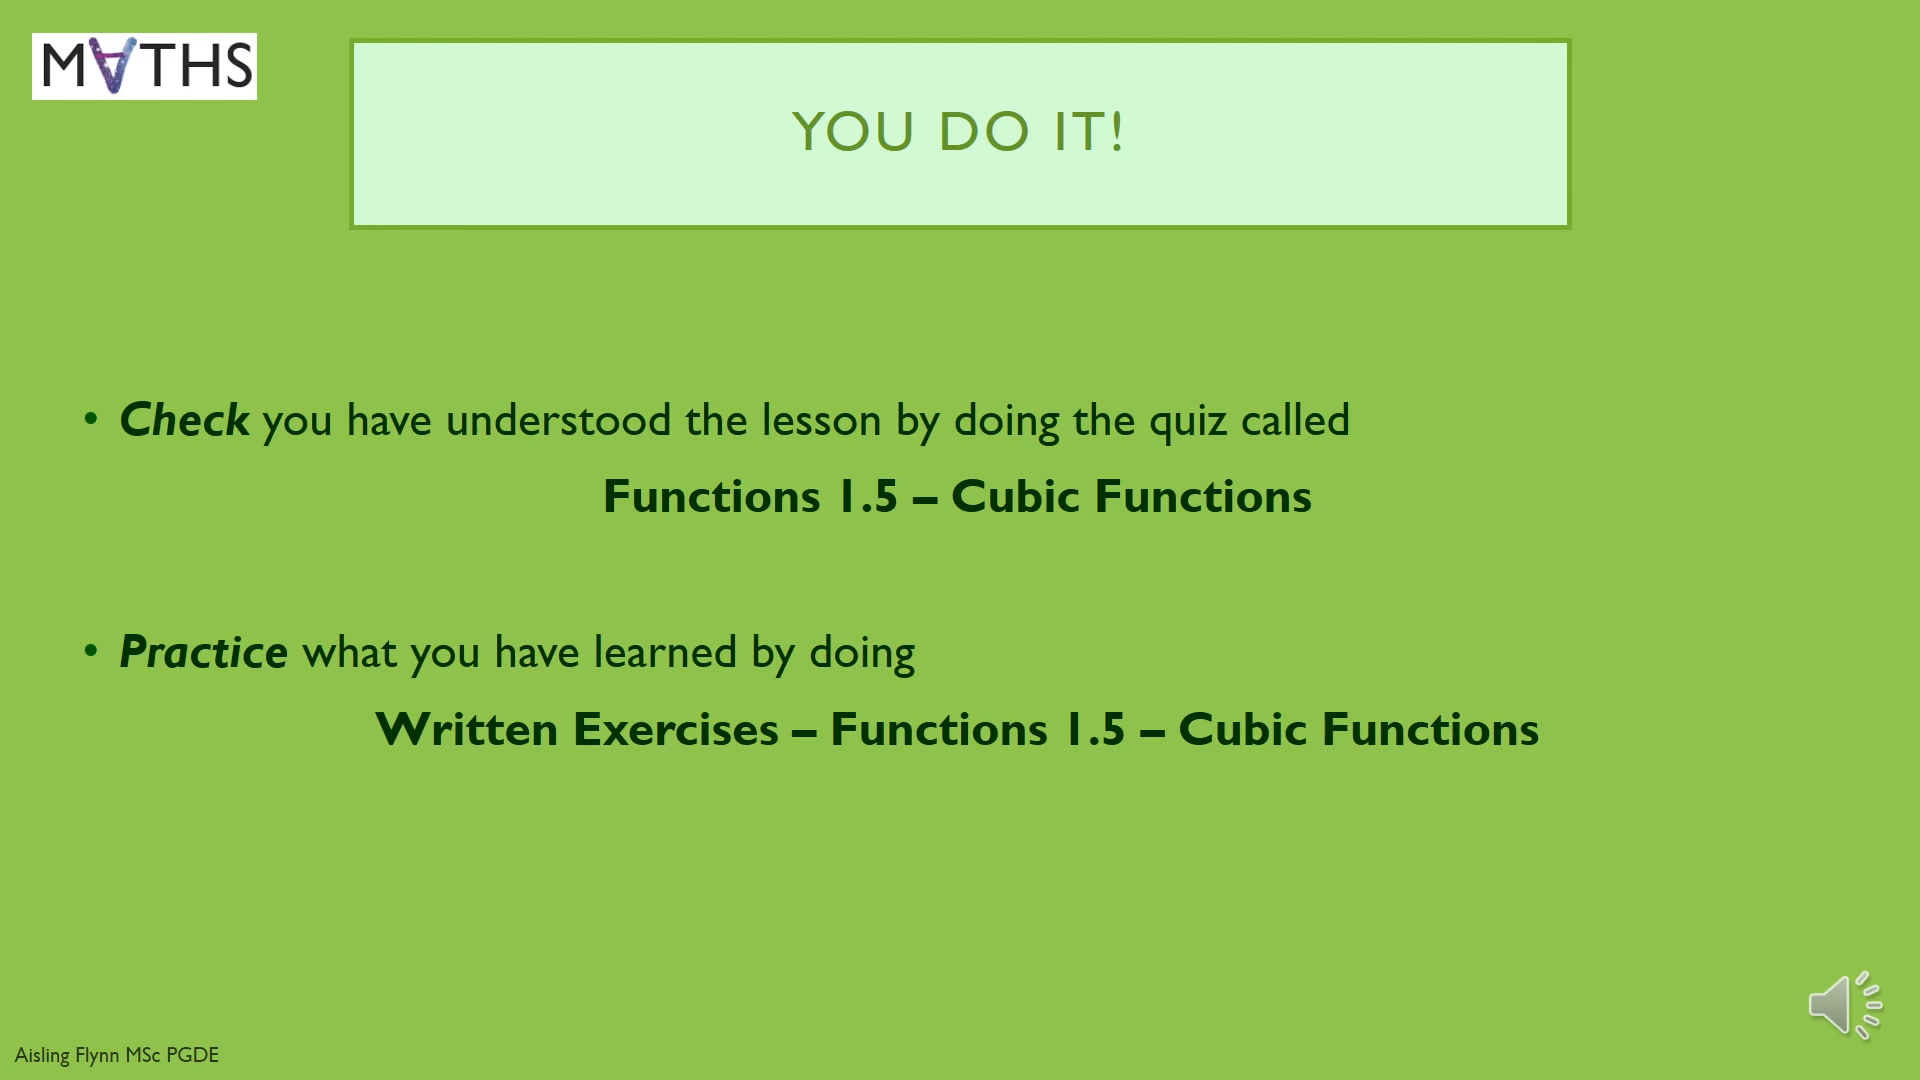 M∀THS
YOU DO IT!
• Check you have understood the lesson by doing the quiz called
Functions 1.5 – Cubic Functions
• Practice what you have learned by doing
Written Exercises – Functions 1.5 – Cubic Functions
Aisling Flynn MSc PGDE